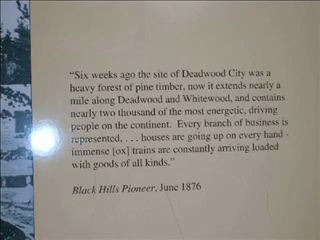 “Six weeks ago the site of Deadwood City was a
heavy forest of pine timber, now it extends nearly a
mile along Deadwood and Whitewood, and contains
nearly two thousand of the most energetic, driving
people on the continent.  Every branch of business is
represented, . . . houses are going up on every hand -
immense [ox] trains are constantly arriving loaded
with goods of all kinds.”
Black Hills Pioneer, June 1876